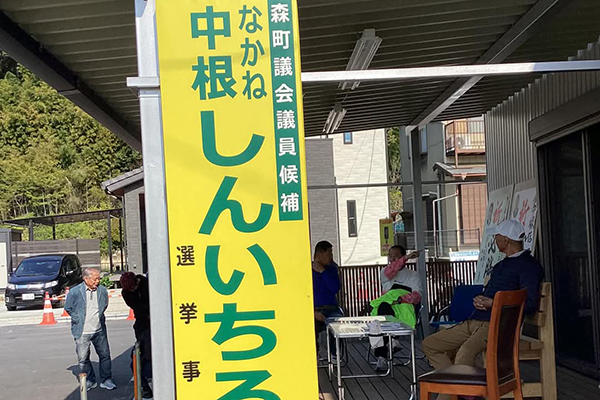 森町議会議員候補
なかね
中根
しんいちろ
選挙事